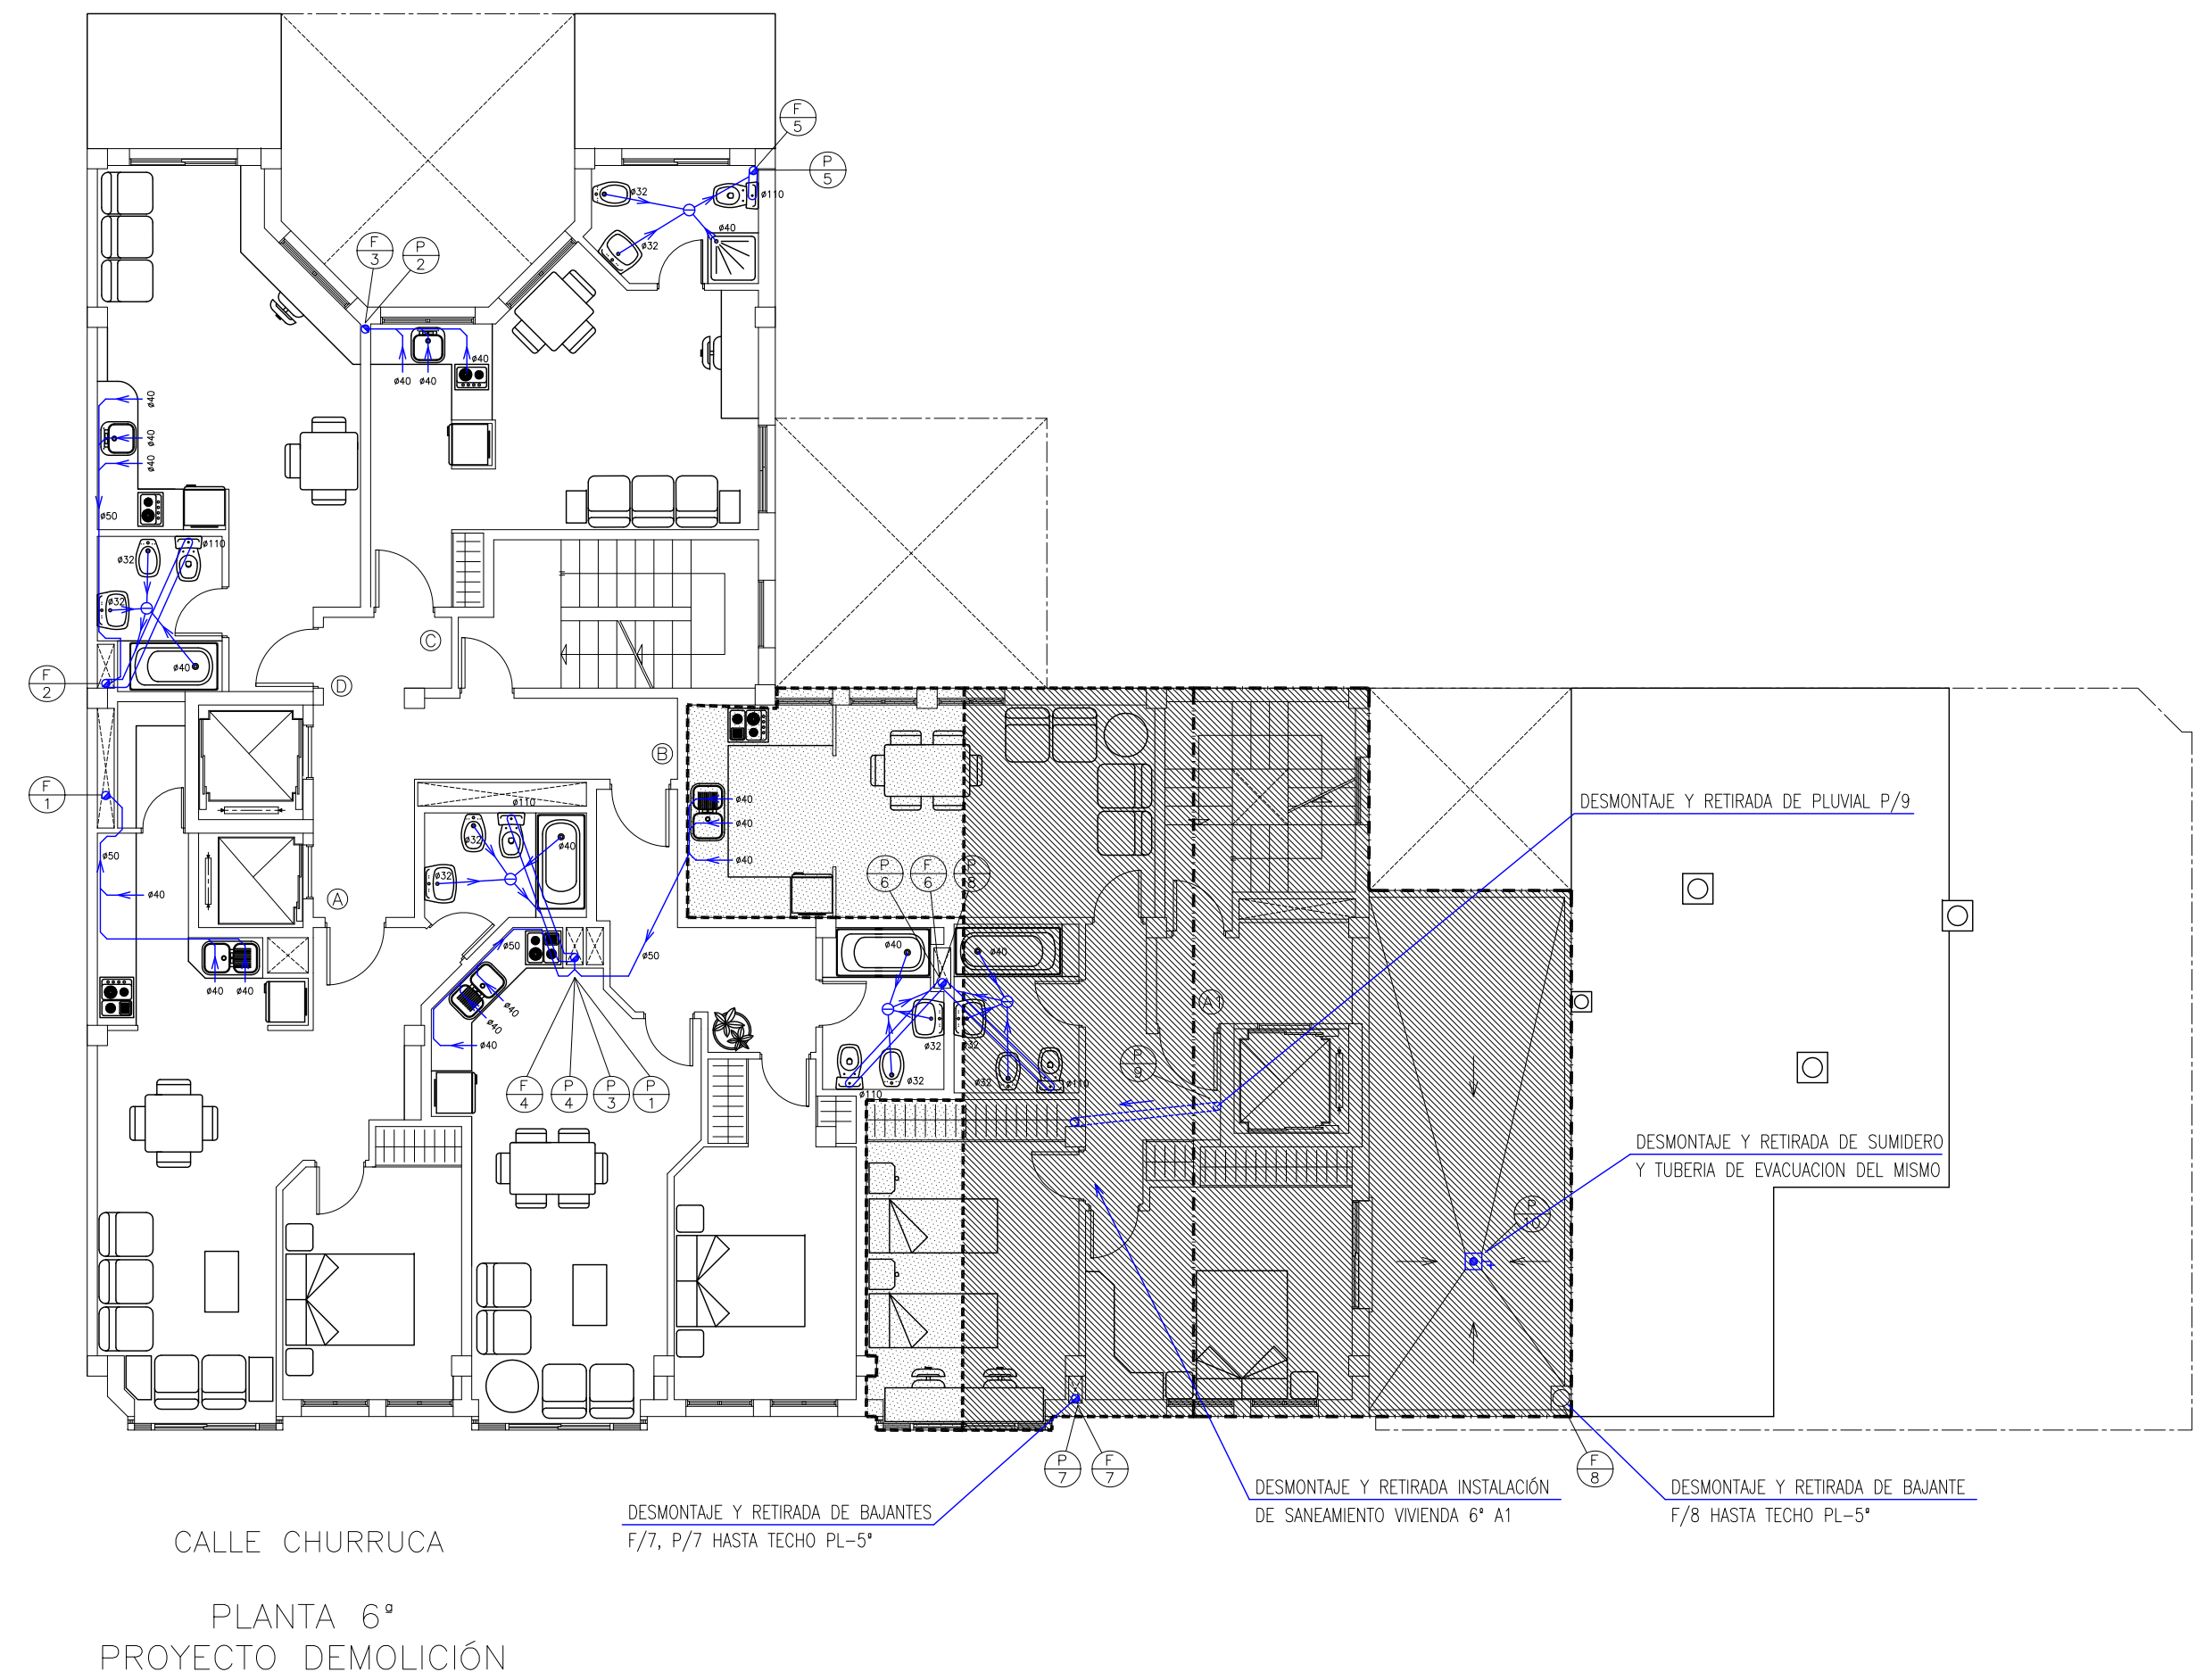 F
5
P
5
ø32
ø110
ø40
ø32
F
3
P
2
ø40
ø40
ø40
ø40
ø40
ø40
ø50
ø110
ø32
ø32
ø40
F
2
C
D
B
A
F
1
ø50
ø40
ø40
ø40
ø110
ø32
ø40
ø32
ø40
ø40
ø40
ø50
ø50
ø40
ø40
ø40
P
6
F
6
P
8
ø40
ø40
ø32
ø32
ø32
ø32
ø110
ø110
A1
P
9
F
4
P
4
P
3
P
1
P
10
DESMONTAJE Y RETIRADA DE PLUVIAL P/9
DESMONTAJE Y RETIRADA DE SUMIDERO
Y TUBERIA DE EVACUACION DEL MISMO
P
7
F
7
F
8
DESMONTAJE Y RETIRADA DE BAJANTES
F/7, P/7 HASTA TECHO PL-5ª
DESMONTAJE Y RETIRADA INSTALACIÓN
DE SANEAMIENTO VIVIENDA 6º A1
DESMONTAJE Y RETIRADA DE BAJANTE
F/8 HASTA TECHO PL-5ª
CALLE CHURRUCA
PLANTA 6ª
PROYECTO DEMOLICIÓN